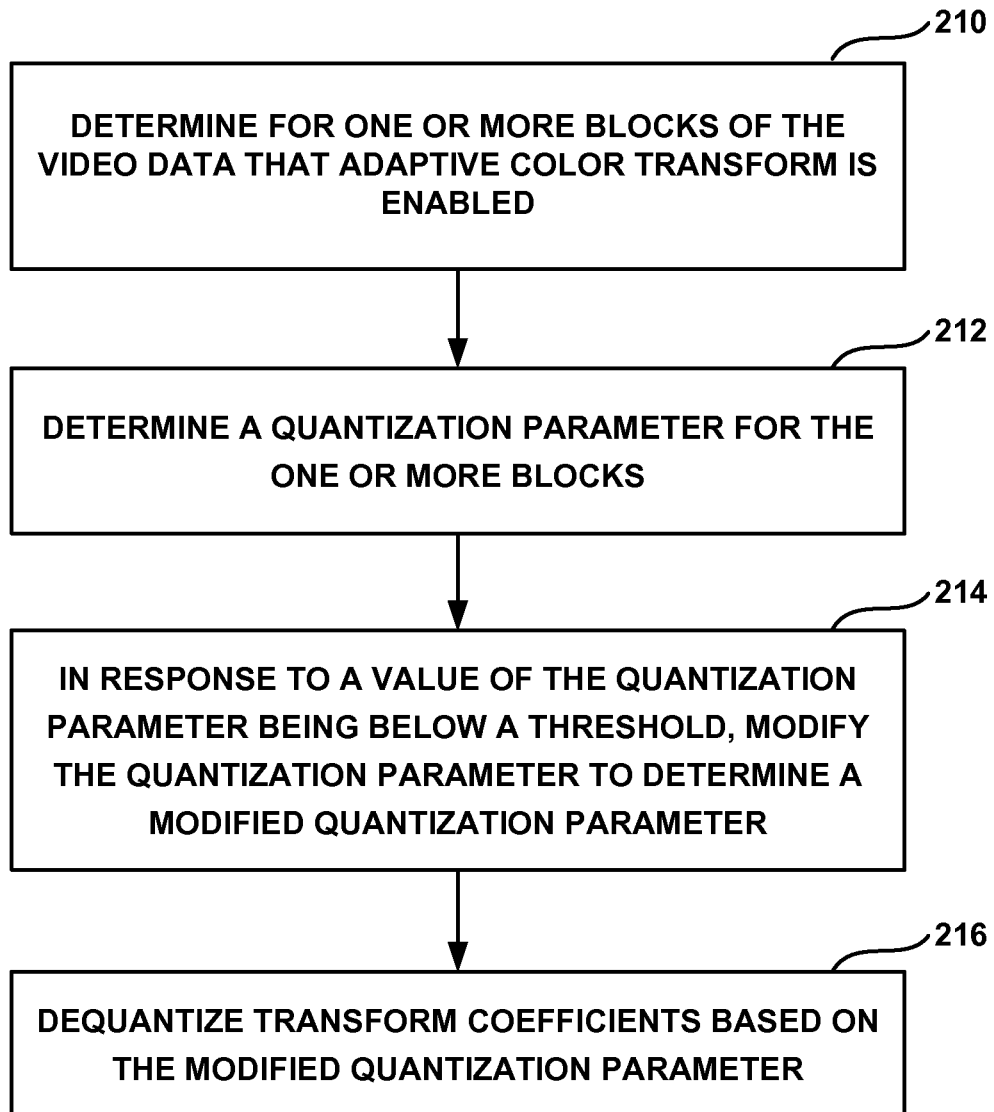 210
DETERMINE FOR ONE OR MORE BLOCKS OF THE
VIDEO DATA THAT ADAPTIVE COLOR TRANSFORM IS
ENABLED
212
DETERMINE A QUANTIZATION PARAMETER FOR THE
ONE OR MORE BLOCKS
214
IN RESPONSE TO A VALUE OF THE QUANTIZATION
PARAMETER BEING BELOW A THRESHOLD, MODIFY
THE QUANTIZATION PARAMETER TO DETERMINE A
MODIFIED QUANTIZATION PARAMETER
216
DEQUANTIZE TRANSFORM COEFFICIENTS BASED ON
THE MODIFIED QUANTIZATION PARAMETER